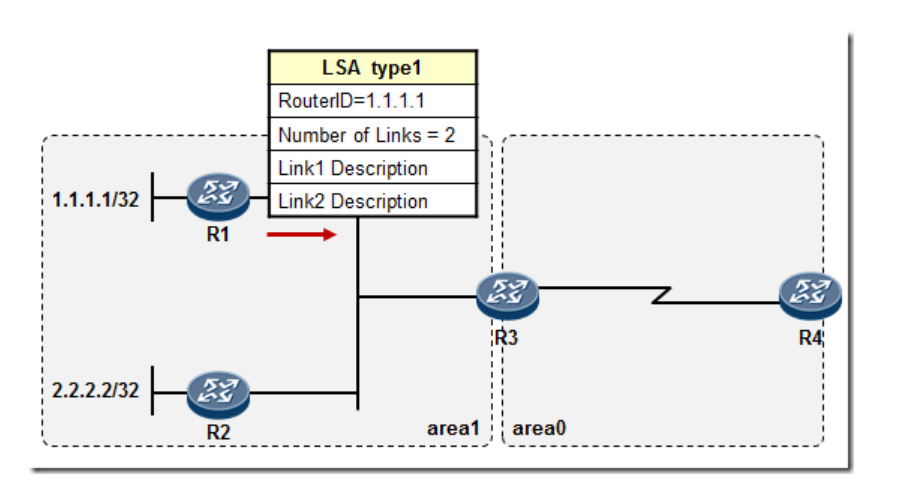 LSA type1
RouterID=1.1.1.1
Number of Links = 2
Link1 Description
Link2 Description
1.1.1.1/32
R1
R3
R4
2.2.2.2/32
R2
area1
area0